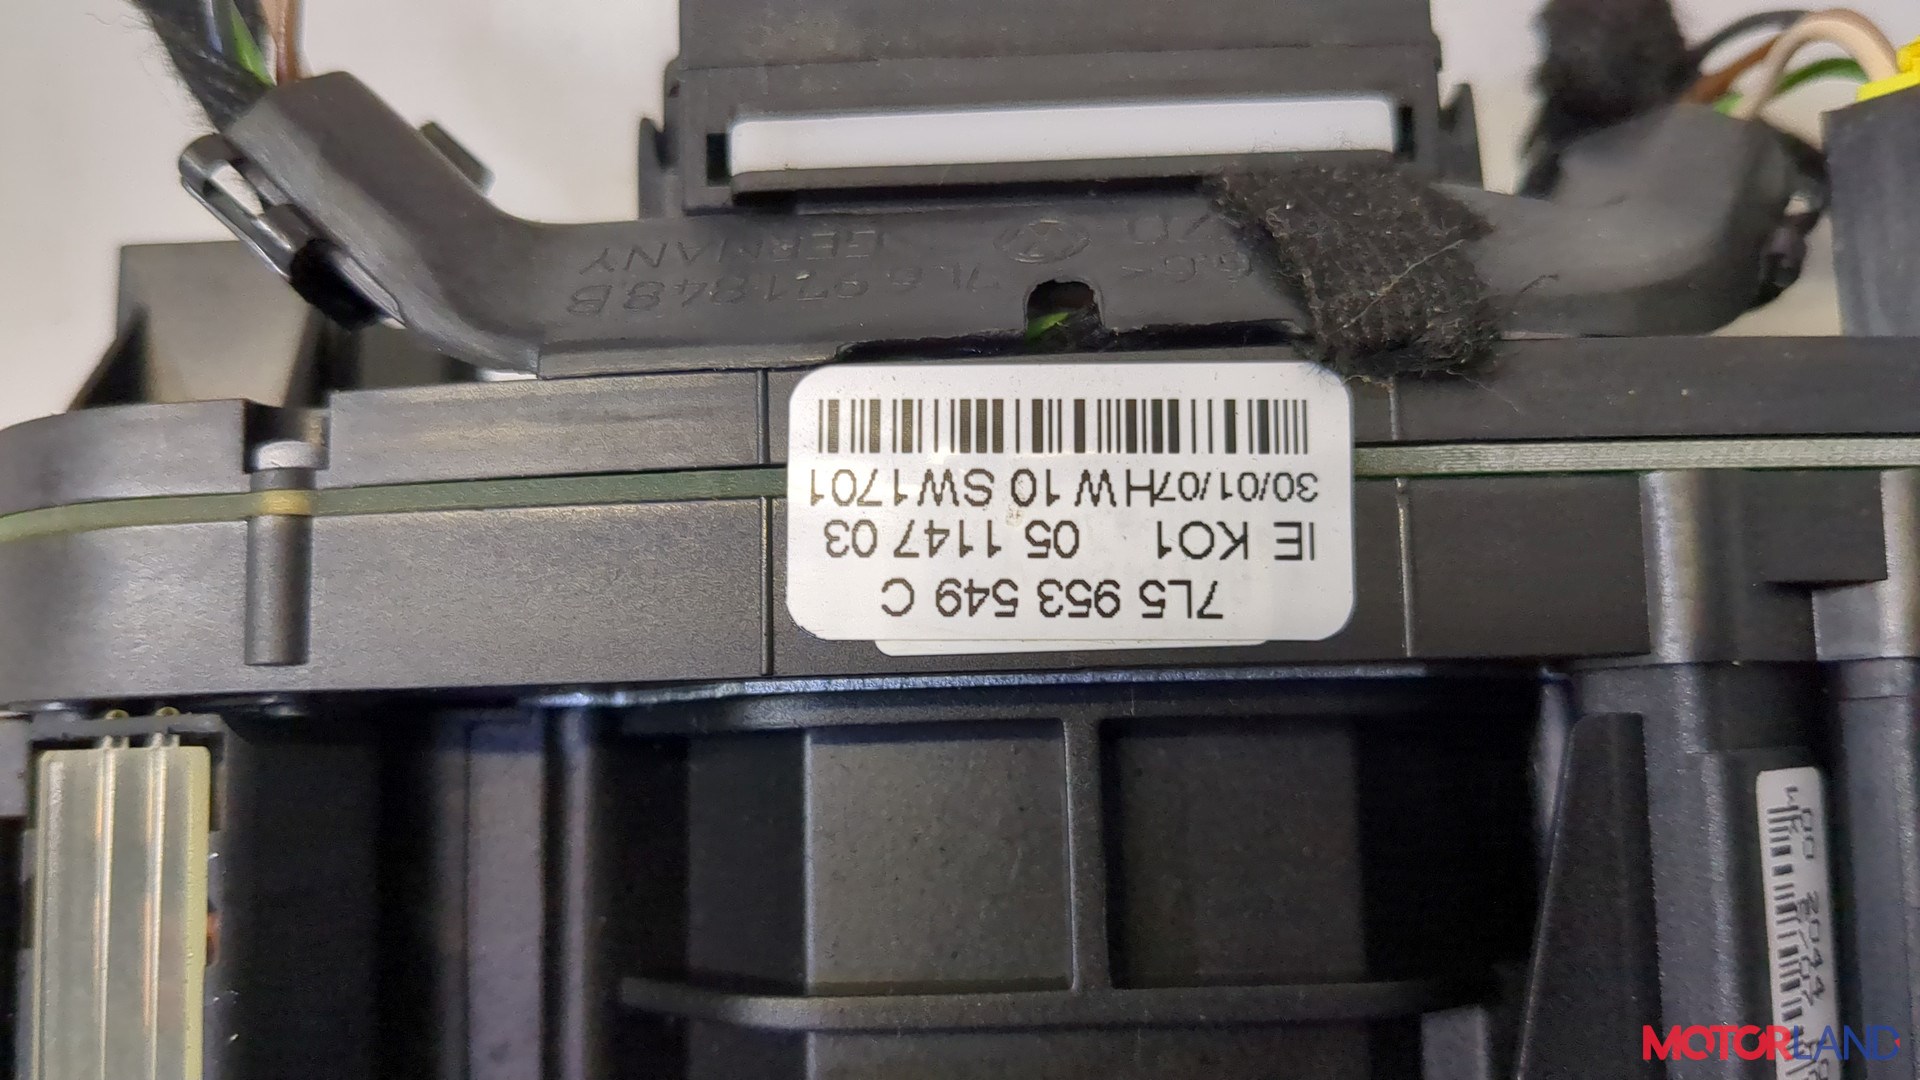 7L5 953 549 C
IE KO1 05 1147 03
30/01/07HW 10 SW1701
7L6 971 848 B
GERMANY
MOTORLAND